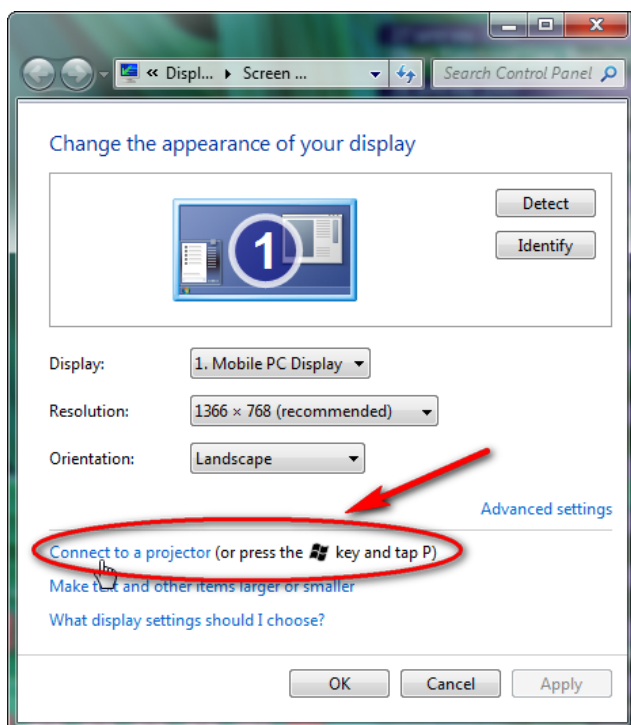 « Displ... ▸ Screen ...
Search Control Panel
Change the appearance of your display
1
Detect
Identify
Display:
1. Mobile PC Display
Resolution:
1366 × 768 (recommended)
Orientation:
Landscape
Advanced settings
Connect to a projector (or press the key and tap P)
Make text and other items larger or smaller
What display settings should I choose?
OK
Cancel
Apply